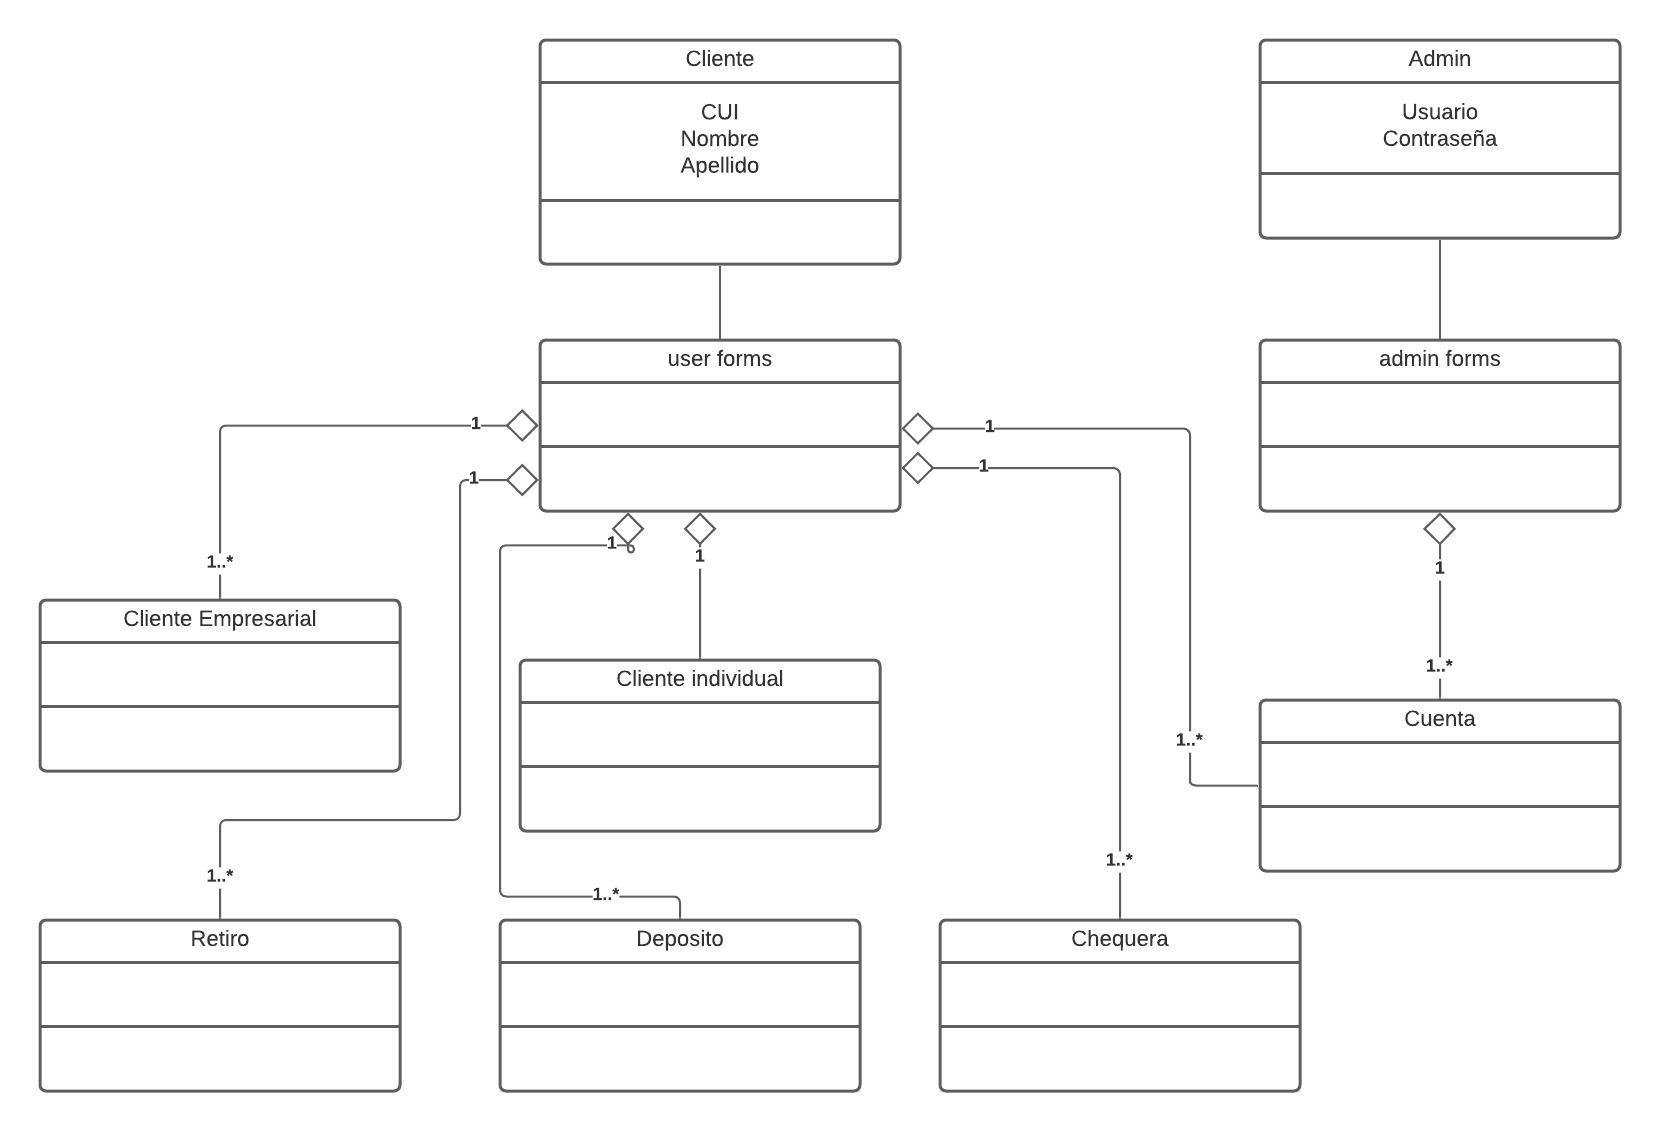 Cliente
CUI
Nombre
Apellido
Admin
Usuario
Contraseña
user forms
admin forms
1
1
1
1
1
1
1
1..*
Cliente Empresarial
Cliente individual
1..*
Cuenta
1..*
1..*
1..*
1..*
Retiro
Deposito
Chequera